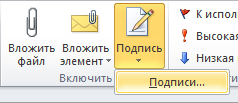 Вложить файл
Вложить элемент
Подпись
К испол
Высокая
Низкая
Включить
Подписи...